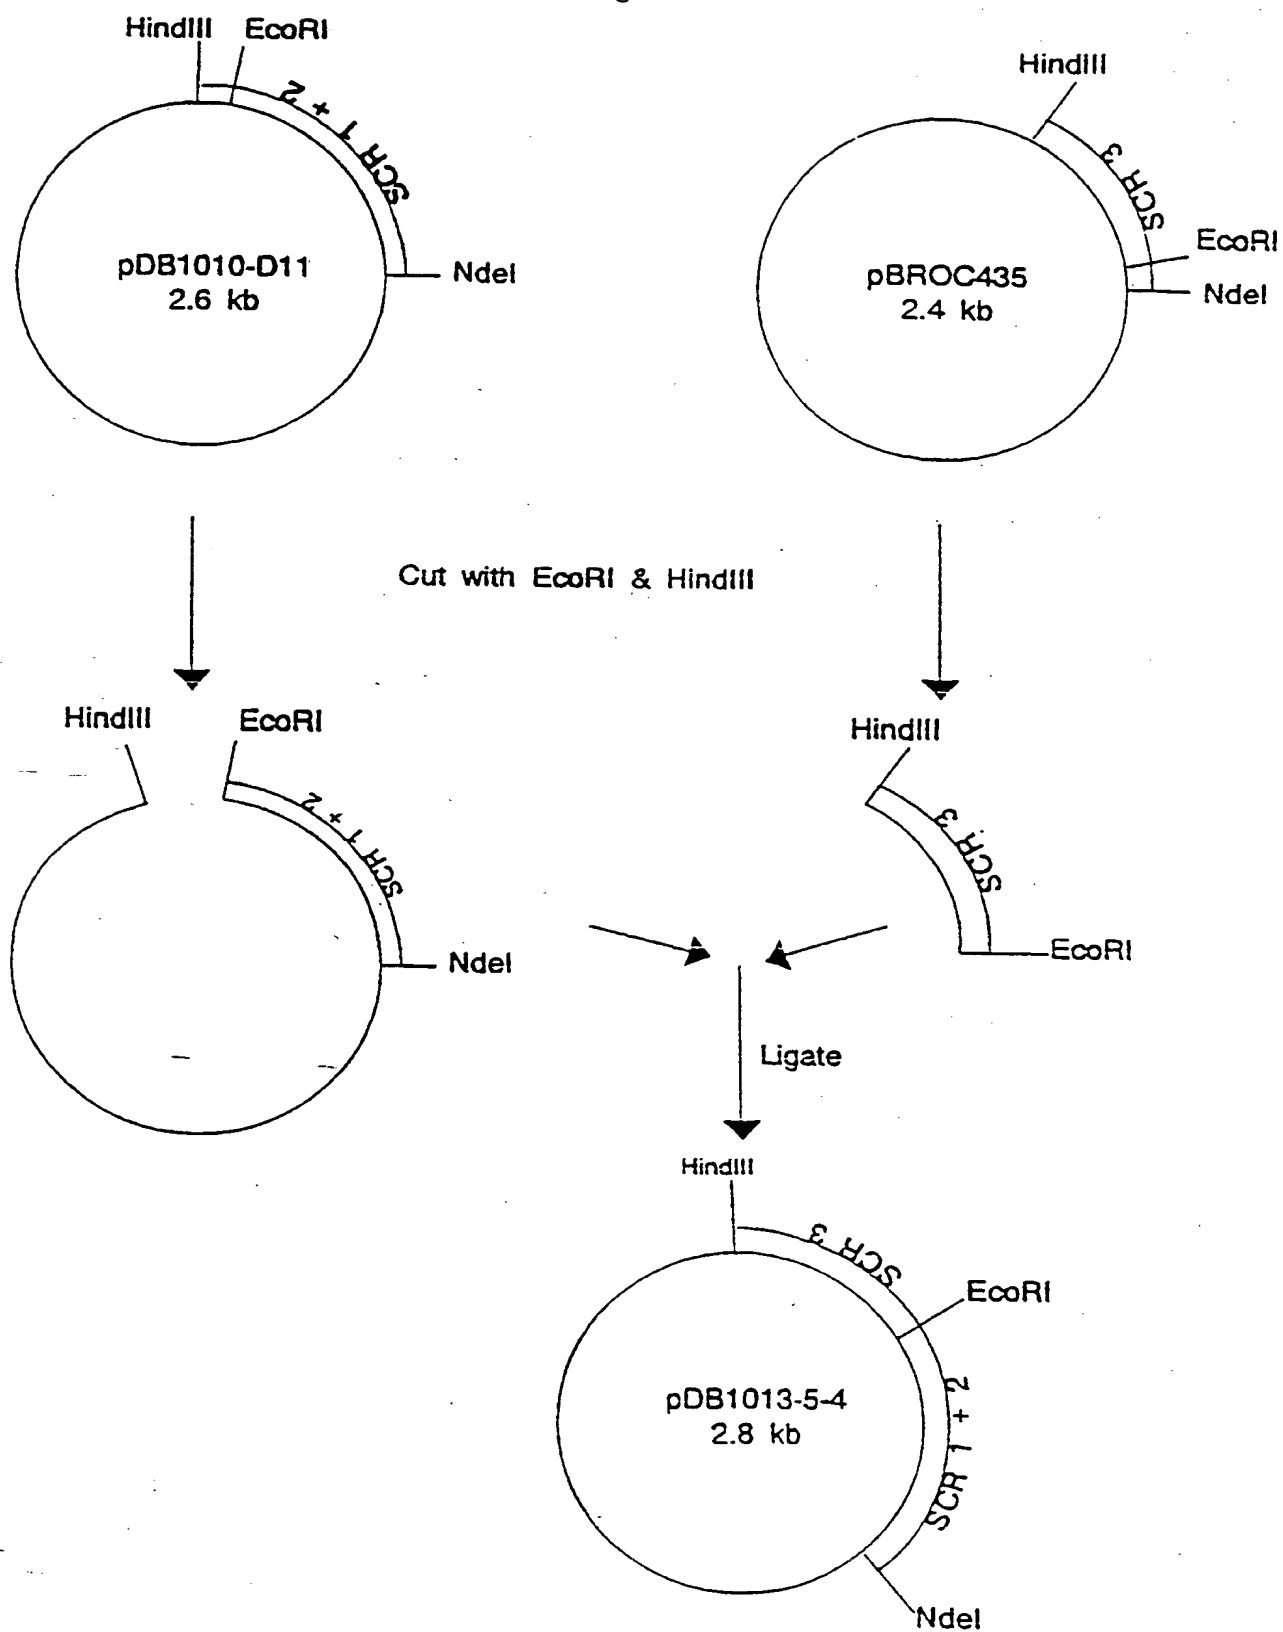 HindIII EcoRI
SCR 1 + 2
pDB1010-D11
2.6 kb
NdeI
HindIII
SCR 3
pBROC435
2.4 kb
EcoRI
NdeI
Cut with EcoRI & HindIII
HindIII EcoRI
SCR 1 + 2
NdeI
HindIII
SCR 3
EcoRI
Ligate
HindIII
SCR 3
EcoRI
pDB1013-5-4
2.8 kb
SCR 1 + 2
NdeI